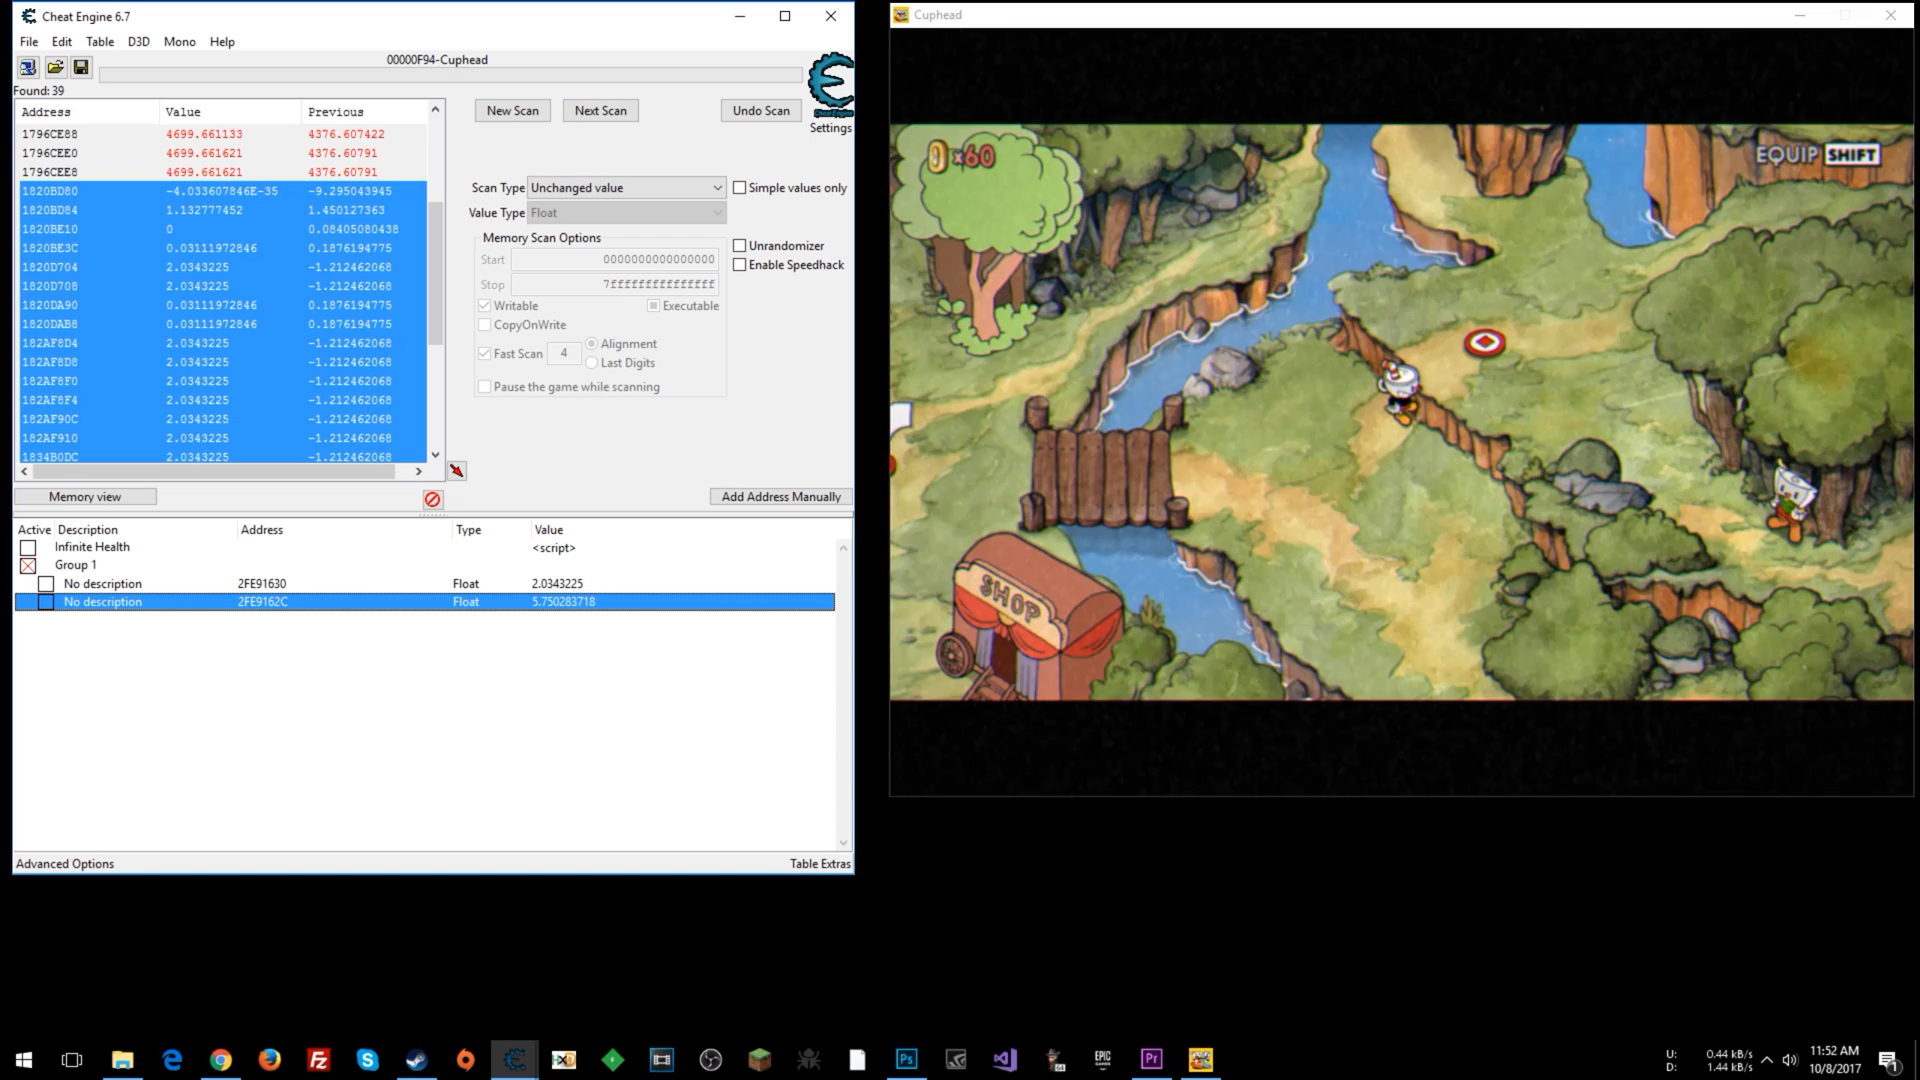 Cheat Engine 6.7
File Edit Table D3D Mono Help
00000F94-Cuphead
Found: 39
Address Value Previous
1796CE88 4699.661133 4376.607422
1796CEE0 4699.661621 4376.60791
1796CEE8 4699.661621 4376.60791
1820BD80 -4.033607846E-35 -9.295043945
1820BD84 1.132777452 1.450127363
1820BE10 0 0.08405080438
1820BE3C 0.03111972846 0.1876194775
1820D704 2.0343225 -1.212462068
1820D708 2.0343225 -1.212462068
1820DA90 0.03111972846 0.1876194775
1820DAB8 0.03111972846 0.1876194775
182AF8D4 2.0343225 -1.212462068
182AF8D8 2.0343225 -1.212462068
182AF8F0 2.0343225 -1.212462068
182AF8F4 2.0343225 -1.212462068
182AF90C 2.0343225 -1.212462068
182AF910 2.0343225 -1.212462068
1834B0DC 2.0343225 -1.212462068
New Scan Next Scan Undo Scan
Cheat Engine
Settings
Scan Type Unchanged value Simple values only
Value Type Float
Memory Scan Options
Start 0000000000000000
Stop 7fffffffffffffff
Writable Executable
CopyOnWrite
Fast Scan 4 Alignment
Last Digits
Pause the game while scanning
Unrandomizer
Enable Speedhack
Memory view Add Address Manually
Active Description Address Type Value
Infinite Health <script>
Group 1
No description 2FE91630 Float 2.0343225
No description 2FE9162C Float 5.750283718
Advanced Options Table Extras
Cuphead
x60
EQUIP SHIFT
SHOP
Fz
Ps
EPIC
Pr
U: 0.44 kB/s
D: 1.44 kB/s
11:52 AM
10/8/2017
1